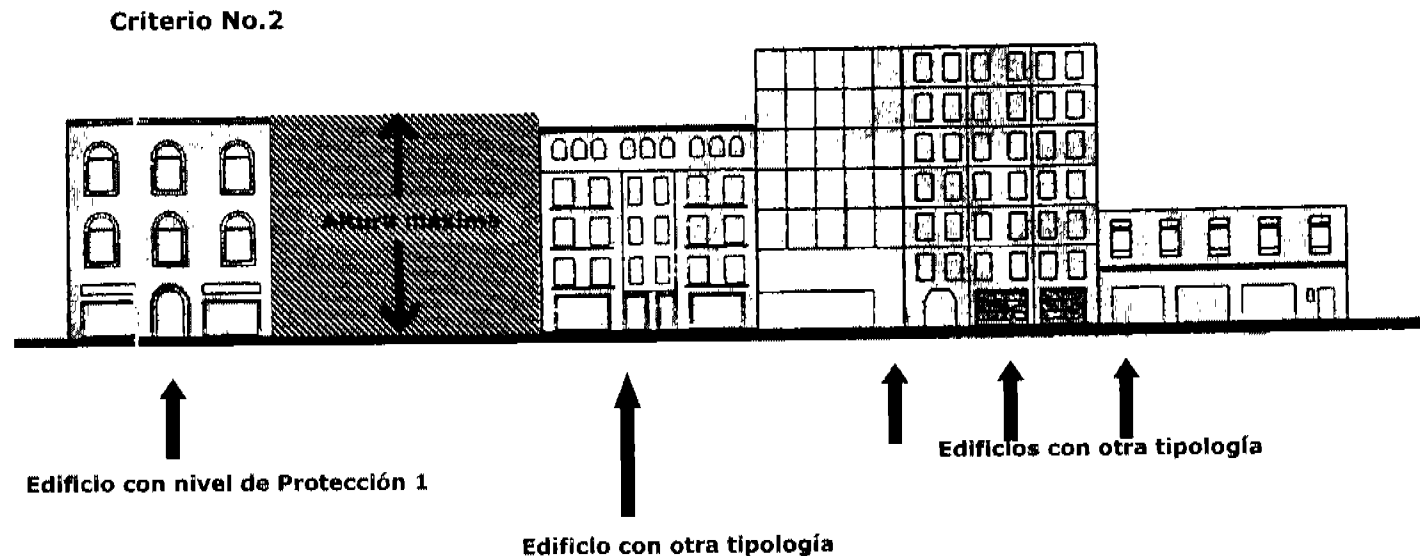 Criterio No.2
Altura máxima
Edificios con otra tipología
Edificio con nivel de Protección 1
Edificio con otra tipología